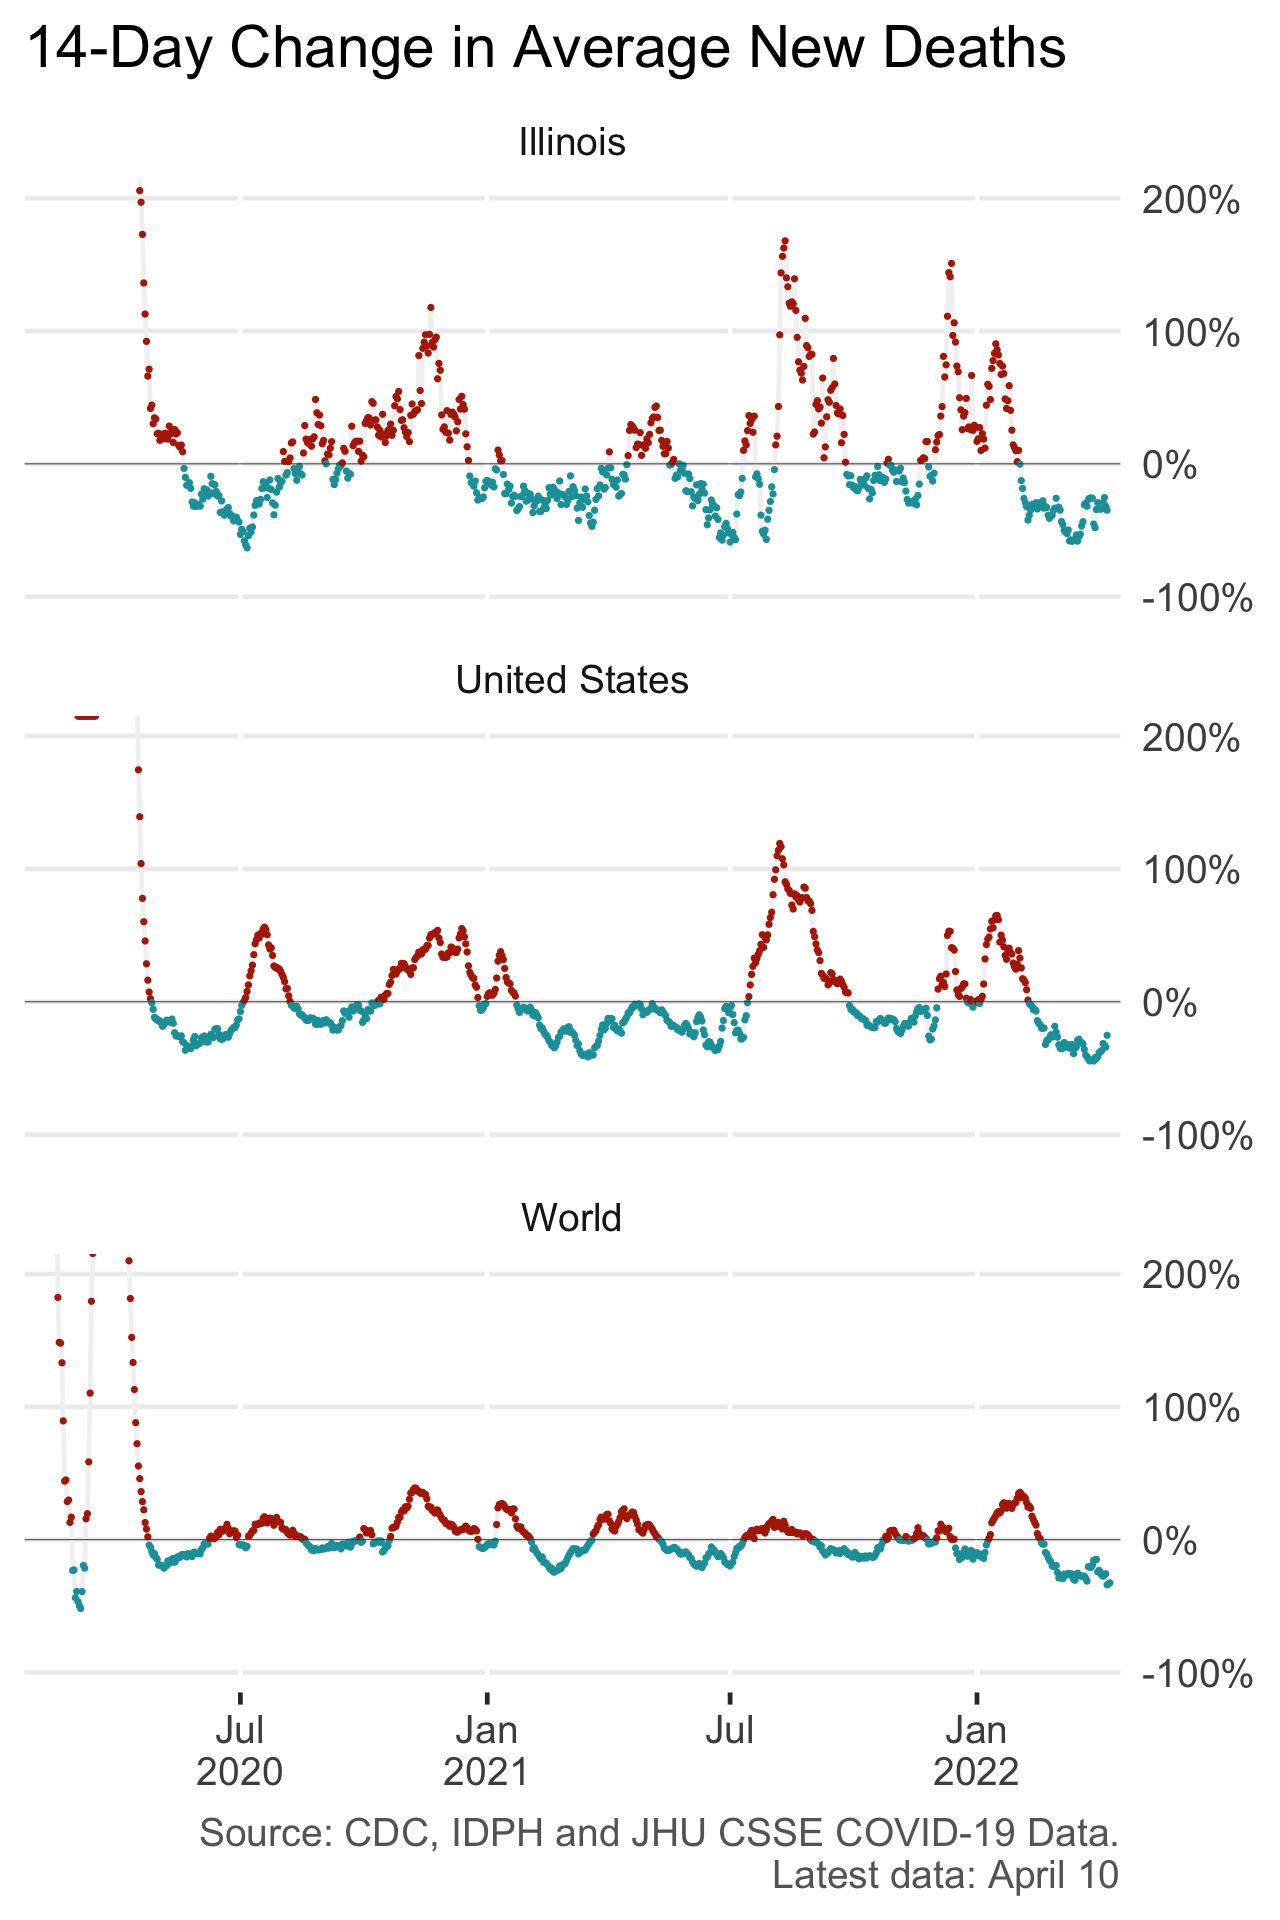 14-Day Change in Average New Deaths
Illinois
200%
100%
0%
-100%
United States
200%
100%
0%
-100%
World
200%
100%
0%
-100%
Jul Jan Jul Jan
2020 2021 2022
Source: CDC, IDPH and JHU CSSE COVID-19 Data.
Latest data: April 10